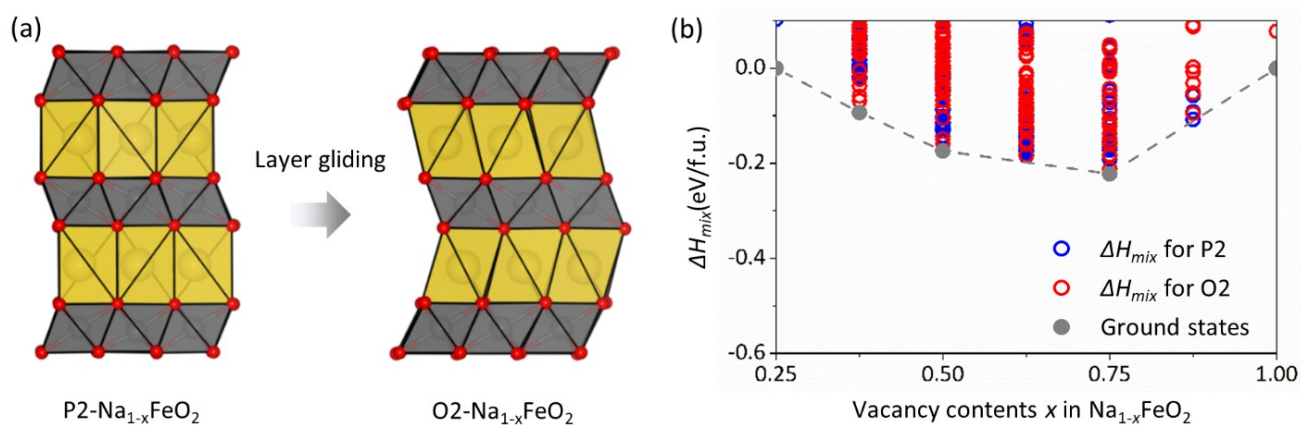 (a)
Layer gliding
P2-Na₁₋ₓFeO₂
O2-Na₁₋ₓFeO₂
(b)
ΔHₘᵢₓ(eV/f.u.)
0.0
-0.2
-0.4
-0.6
ΔHₘᵢₓ for P2
ΔHₘᵢₓ for O2
Ground states
0.25
0.50
0.75
1.00
Vacancy contents x in Na₁₋ₓFeO₂